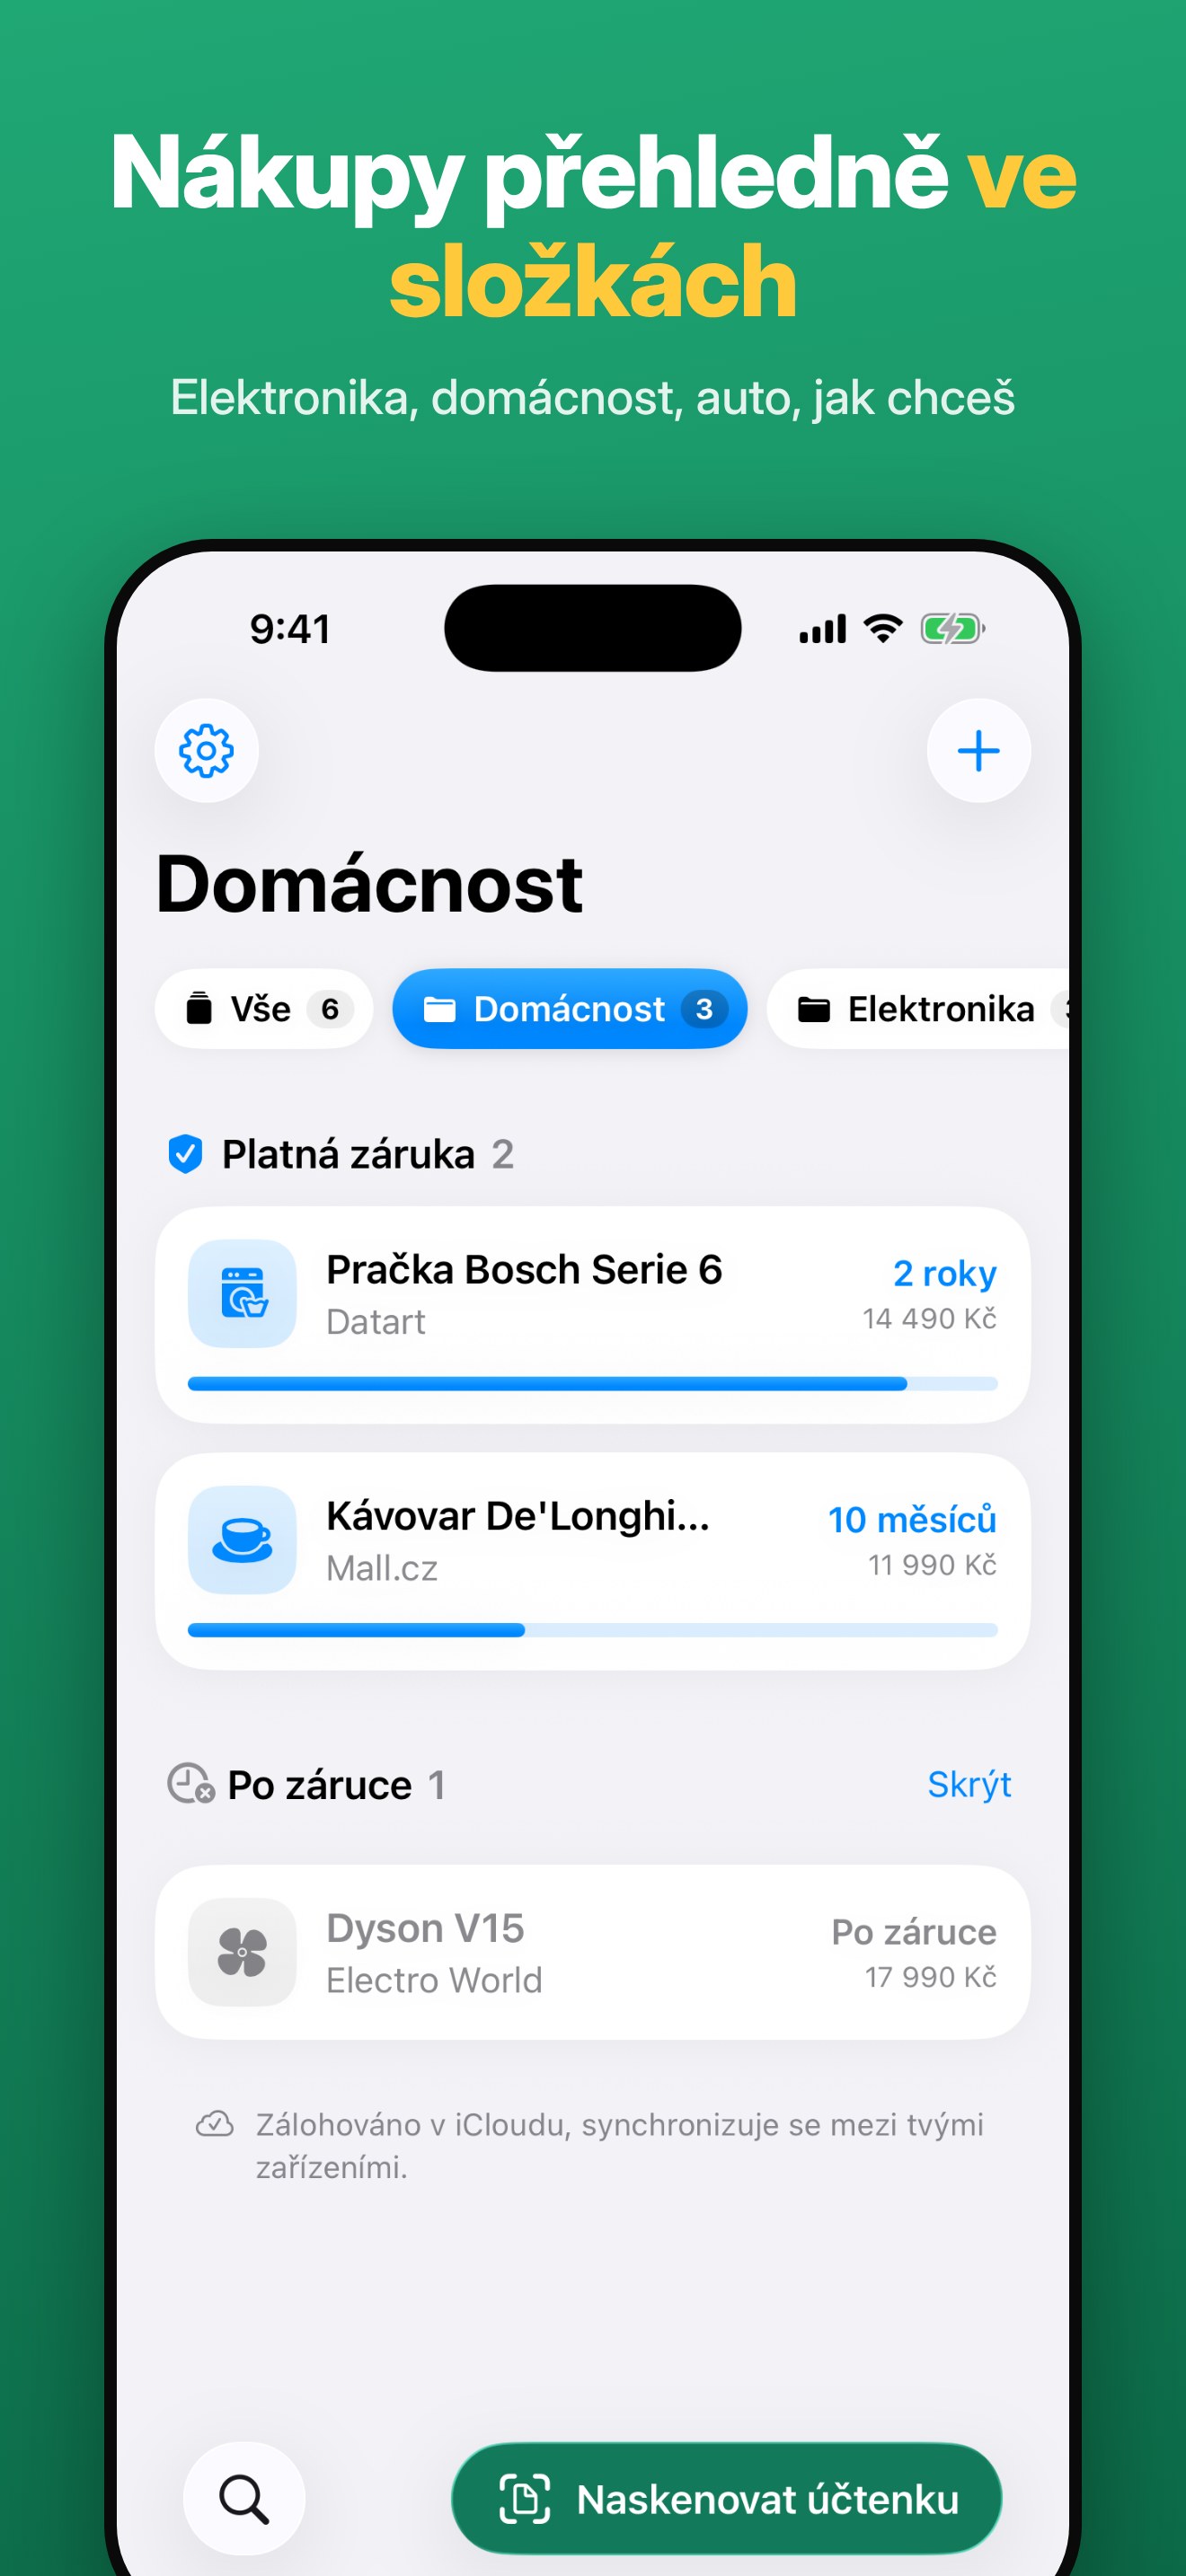 Nákupy přehledně ve
složkách
Elektronika, domácnost, auto, jak chceš
9:41
Domácnost
Vše 6
Domácnost 3
Elektronika
Platná záruka 2
Pračka Bosch Serie 6
2 roky
Datart
14 490 Kč
Kávovar De'Longhi...
10 měsíců
Mall.cz
11 990 Kč
Po záruce 1
Skrýt
Dyson V15
Po záruce
Electro World
17 990 Kč
Zálohováno v iCloudu, synchronizuje se mezi tvými
zařízeními.
Naskenovat účtenku